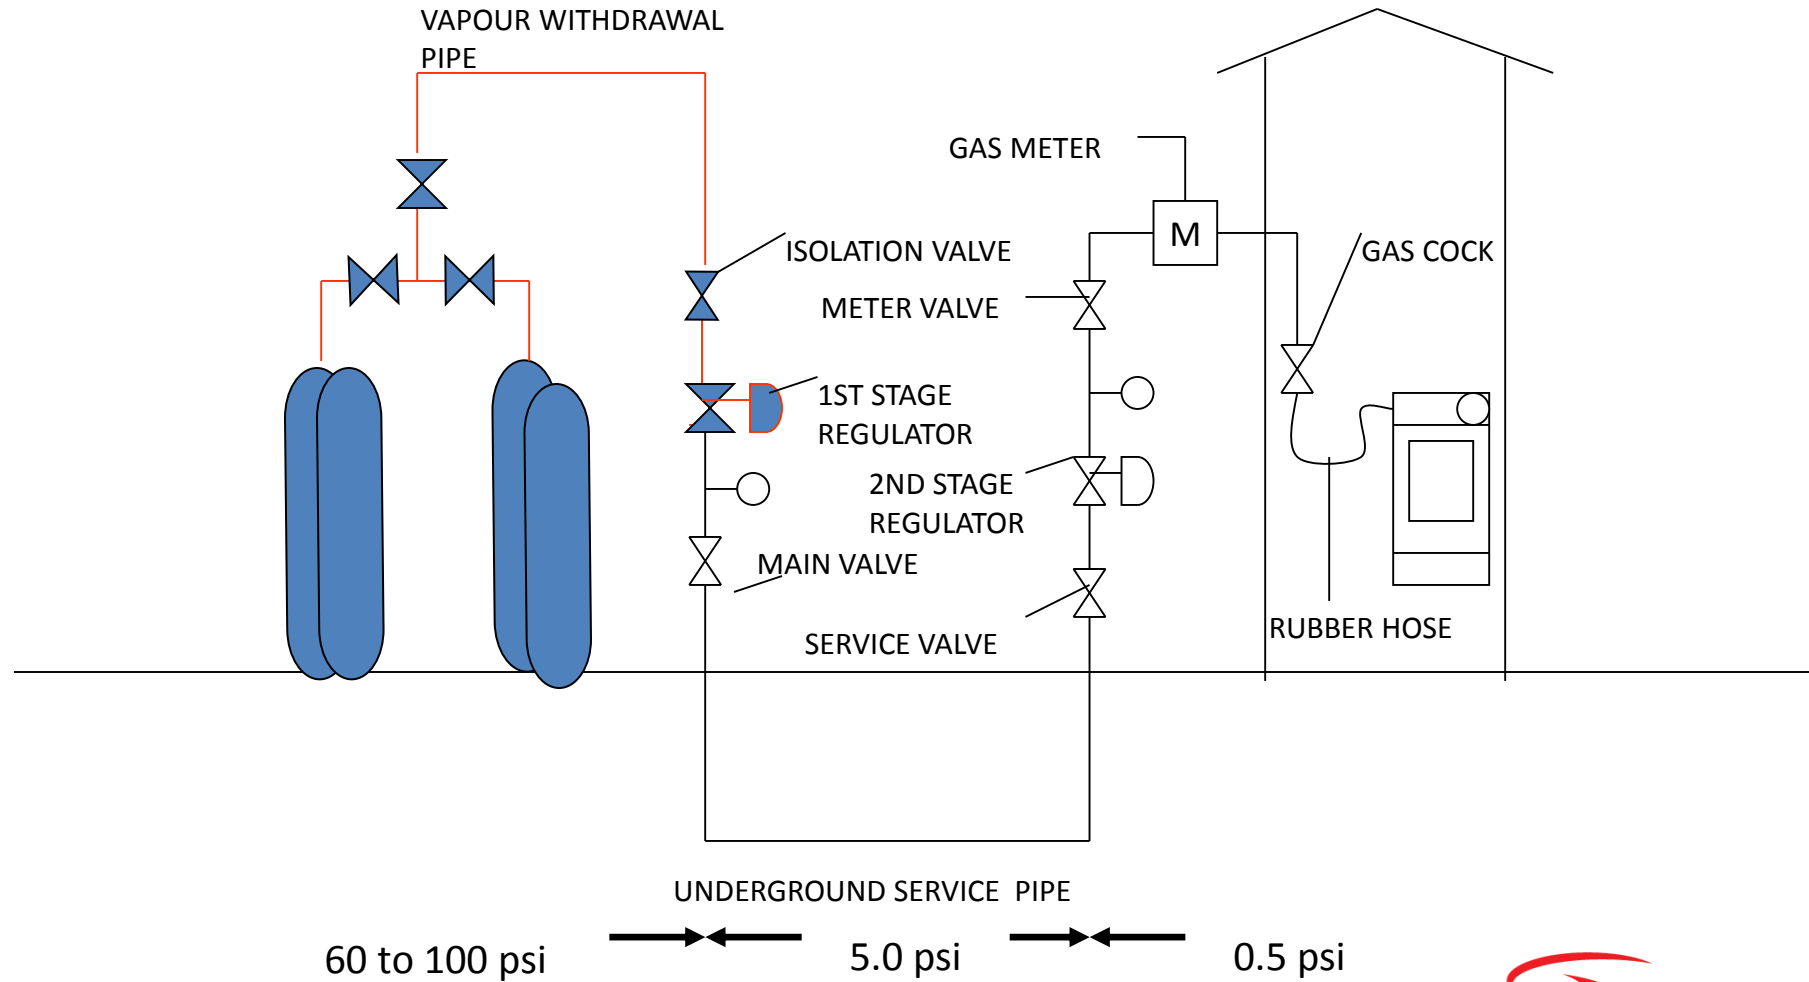 VAPOUR WITHDRAWAL
PIPE
GAS METER
M
ISOLATION VALVE
GAS COCK
METER VALVE
1ST STAGE
REGULATOR
2ND STAGE
REGULATOR
MAIN VALVE
RUBBER HOSE
SERVICE VALVE
UNDERGROUND SERVICE  PIPE
60 to 100 psi
5.0 psi
0.5 psi